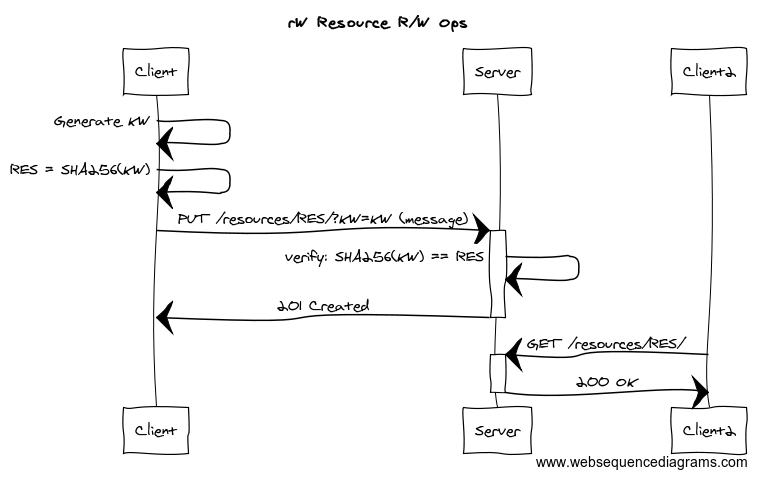 rW Resource R/W Ops
Client
Server
Client2
Generate KW
RES = SHA256(KW)
PUT /resources/RES/?KW=KW (message)
verify: SHA256(KW) == RES
201 Created
GET /resources/RES/
200 OK
Client
Server
Client2
www.websequencediagrams.com